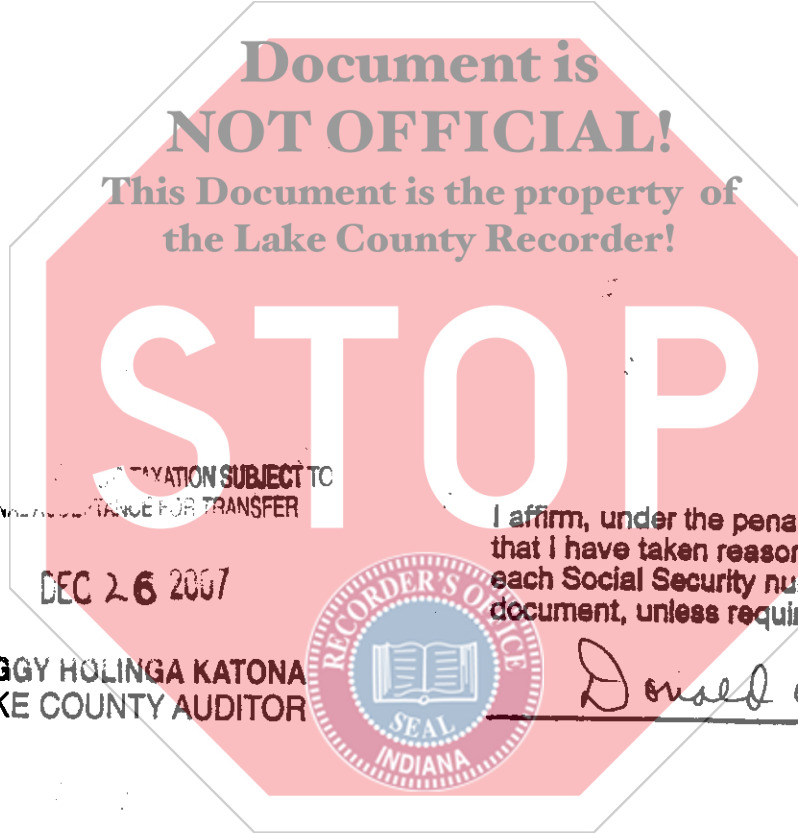 Document is
NOT OFFICIAL!
This Document is the property of
the Lake County Recorder!
STOP
TAXATION SUBJECT TO
FOR TRANSFER
DEC 26 2007
GGY HOLINGA KATONA
KE COUNTY AUDITOR
I affirm, under the pena
that I have taken reason
each Social Security nu
document, unless requi
Donald
RECORDER'S OFFICE
SEAL
INDIANA